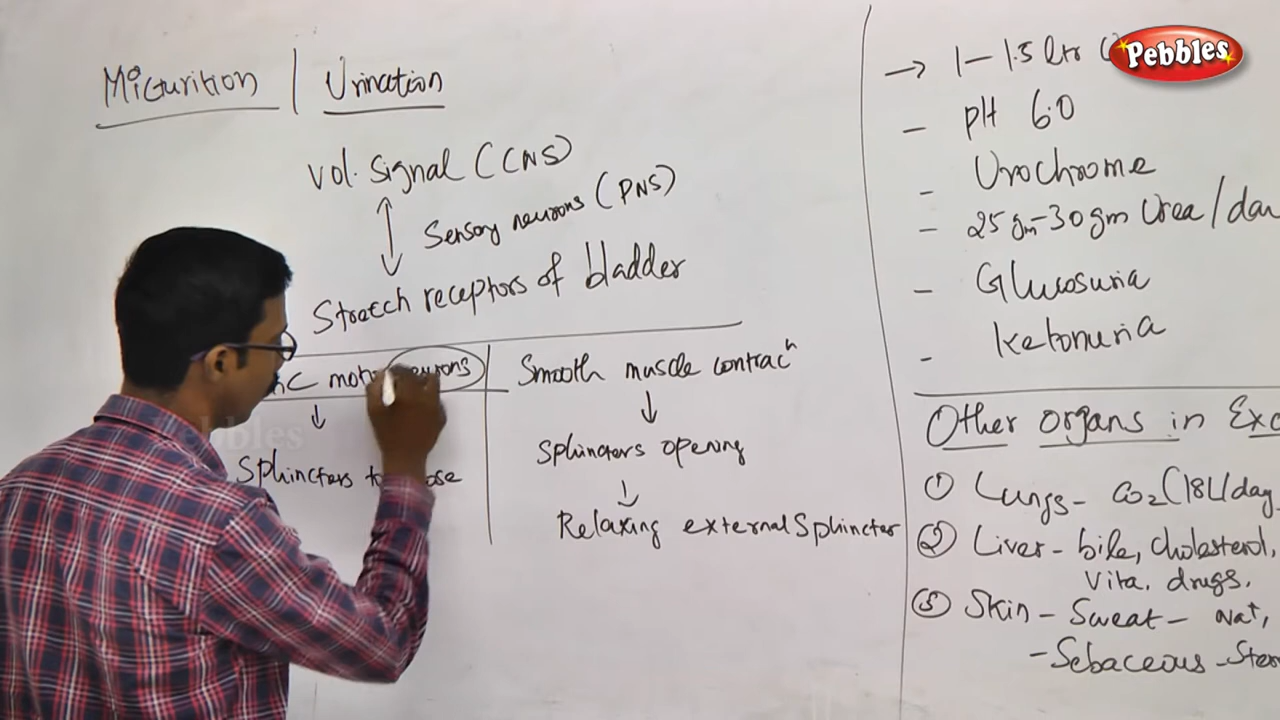 Micturition | Urination
Vol. Signal (CNS)
Sensory neurons (PNS)
Stretch receptors of bladder
neurons
Sphincters
Smooth muscle contracn
Sphincters opening
Relaxing external Sphincter
→ 1–1.5 ltr
Pebbles
– pH 6.0
– Urochrome
– 25 gm–30 gm Urea/
– Glucosuria
– Ketonuria
Other organs in
① Lungs – CO2 (18L/day
② Liver – bile, cholesterol,
Vita. drugs.
③ Skin – Sweat – Na+,
– Sebaceous –
Pebbles